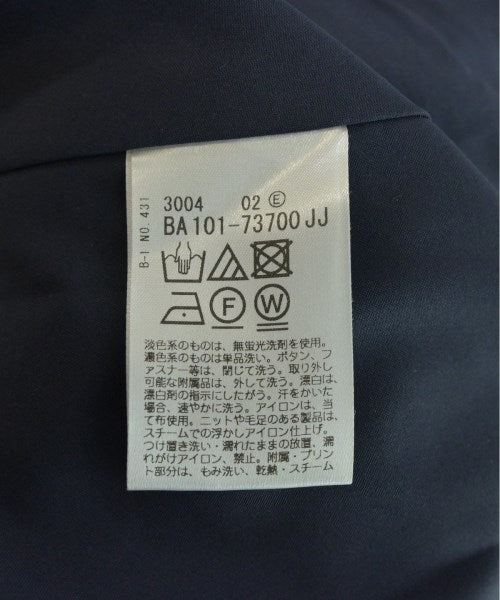 3004 02 Ⓔ
BA101-73700JJ
B-1 NO. 431
F
W
淡色系のものは、無蛍光洗剤を使用。
濃色系のものは単品洗い。ボタン、フ
ァスナー等は、閉じて洗う。取り外し
可能な附属品は、外して洗う。漂白は、
漂白剤の指示にしたがう。汗をかいた
場合、速やかに洗う。アイロンは、当
て布使用。ニットや毛足のある製品は、
スチームでの浮かしアイロン仕上げ。
つけ置き洗い・濡れたままの放置、濡
れがけアイロン、禁止。附属・プリン
ト部分は、もみ洗い、乾熱・スチーム